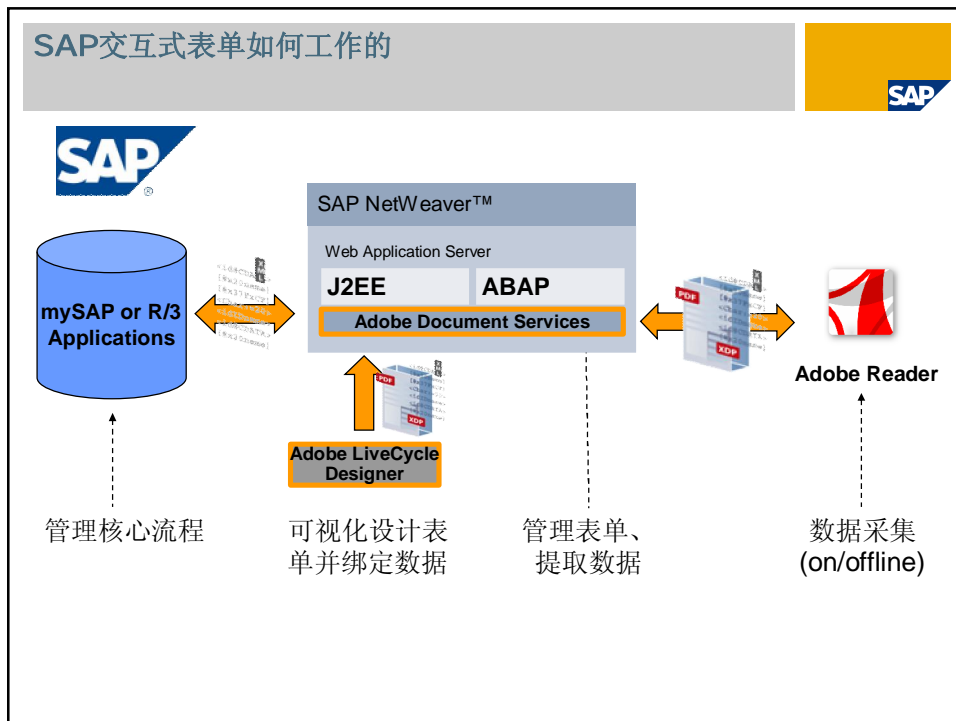 SAP交互式表单如何工作的
SAP
SAP
®
SAP NetWeaver™
Web Application Server
J2EE
ABAP
Adobe Document Services
mySAP or R/3
Applications
XML
PDF
XDP
XML
PDF
XDP
XML
Adobe Reader
Adobe LiveCycle
Designer
管理核心流程
可视化设计表
单并绑定数据
管理表单、
提取数据
数据采集
(on/offline)